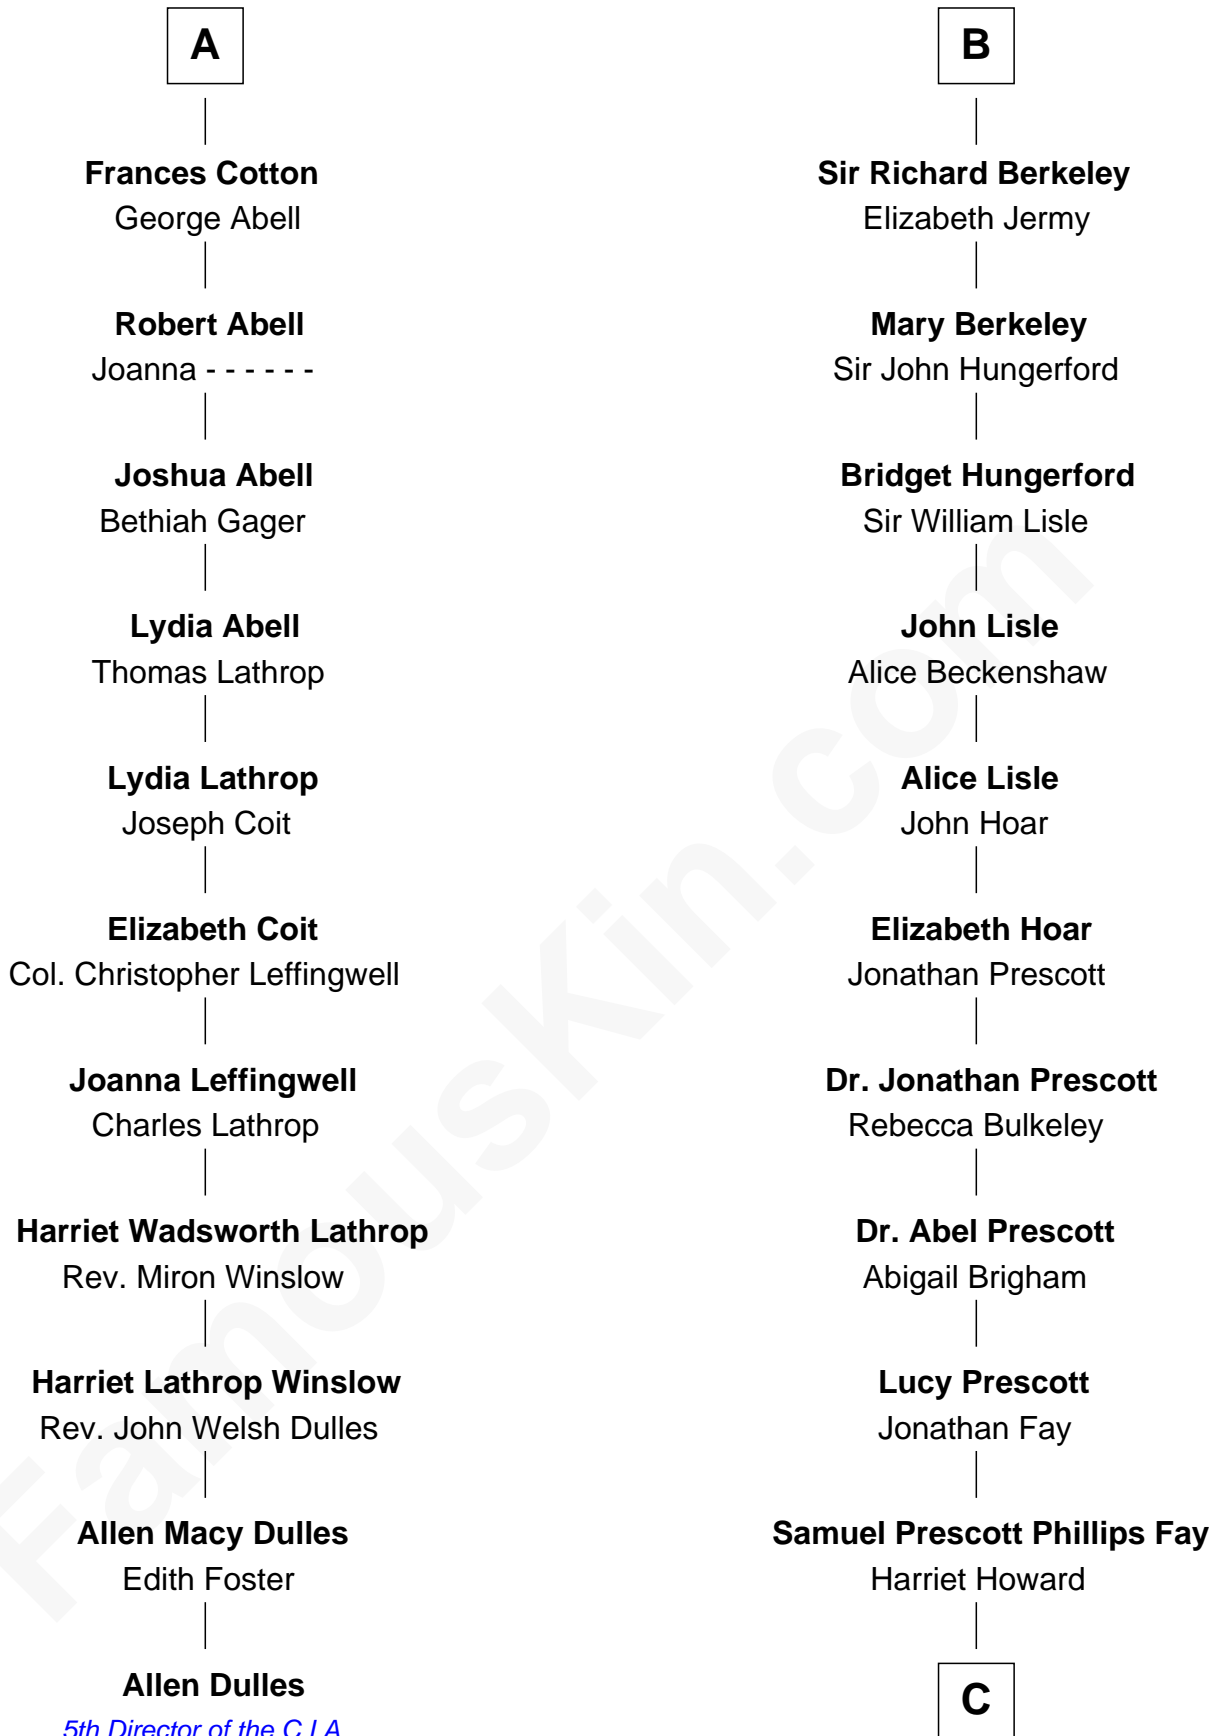 A
Frances Cotton
George Abell
Robert Abell
Joanna - - - - - -
Joshua Abell
Bethiah Gager
Lydia Abell
Thomas Lathrop
Lydia Lathrop
Joseph Coit
Elizabeth Coit
Col. Christopher Leffingwell
Joanna Leffingwell
Charles Lathrop
Harriet Wadsworth Lathrop
Rev. Miron Winslow
Harriet Lathrop Winslow
Rev. John Welsh Dulles
Allen Macy Dulles
Edith Foster
Allen Dulles
5th Director of the C.I.A.
B
Sir Richard Berkeley
Elizabeth Jermy
Mary Berkeley
Sir John Hungerford
Bridget Hungerford
Sir William Lisle
John Lisle
Alice Beckenshaw
Alice Lisle
John Hoar
Elizabeth Hoar
Jonathan Prescott
Dr. Jonathan Prescott
Rebecca Bulkeley
Dr. Abel Prescott
Abigail Brigham
Lucy Prescott
Jonathan Fay
Samuel Prescott Phillips Fay
Harriet Howard
C
FamousKin.com